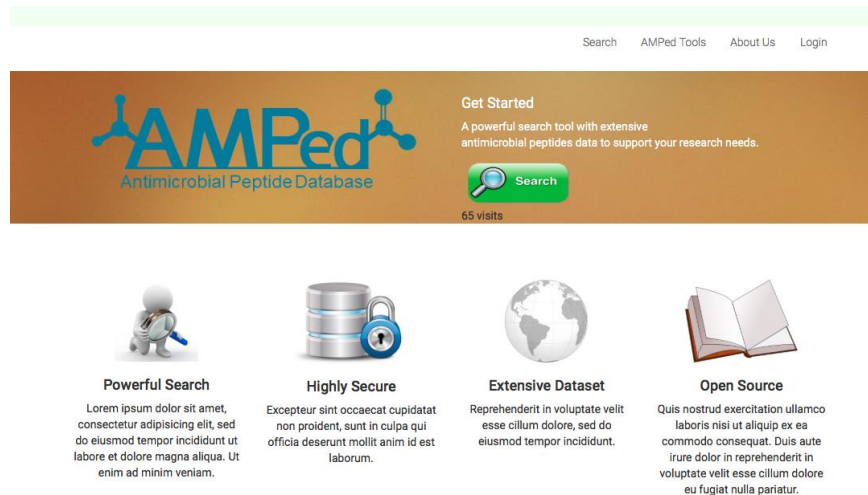 Search AMPed Tools About Us Login
AMPed
Antimicrobial Peptide Database
Get Started
A powerful search tool with extensive
antimicrobial peptides data to support your research needs.
Search
65 visits
Powerful Search
Lorem ipsum dolor sit amet,
consectetur adipisicing elit, sed
do eiusmod tempor incididunt ut
labore et dolore magna aliqua. Ut
enim ad minim veniam.
Highly Secure
Excepteur sint occaecat cupidatat
non proident, sunt in culpa qui
officia deserunt mollit anim id est
laborum.
Extensive Dataset
Reprehenderit in voluptate velit
esse cillum dolore, sed do
eiusmod tempor incididunt.
Open Source
Quis nostrud exercitation ullamco
laboris nisi ut aliquip ex ea
commodo consequat. Duis aute
irure dolor in reprehenderit in
voluptate velit esse cillum dolore
eu fugiat nulla pariatur.